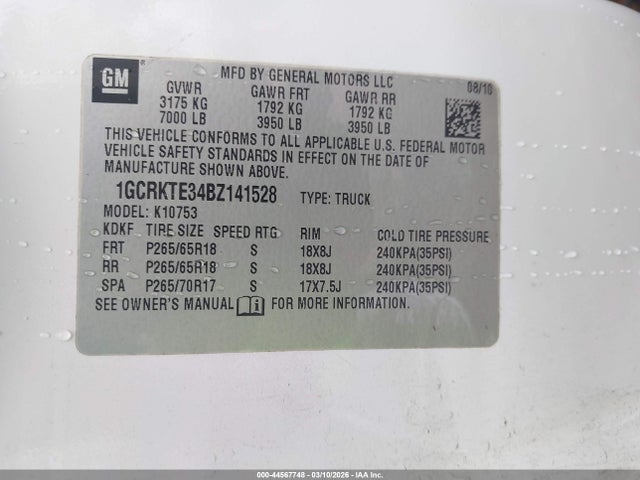 GM
MFD BY GENERAL MOTORS LLC 08/10
GVWR GAWR FRT GAWR RR
3175 KG 1792 KG 1792 KG
7000 LB 3950 LB 3950 LB
THIS VEHICLE CONFORMS TO ALL APPLICABLE U.S. FEDERAL MOTOR
VEHICLE SAFETY STANDARDS IN EFFECT ON THE DATE OF
MANUFACTURE SHOWN ABOVE.
1GCRKTE34BZ141528 TYPE: TRUCK
MODEL: K10753
KDKF TIRE SIZE SPEED RTG RIM COLD TIRE PRESSURE
FRT P265/65R18 S 18X8J 240KPA(35PSI)
RR P265/65R18 S 18X8J 240KPA(35PSI)
SPA P265/70R17 S 17X7.5J 240KPA(35PSI)
SEE OWNER'S MANUAL FOR MORE INFORMATION.
000-44567748 | 03/10/2026 - IAAI.com